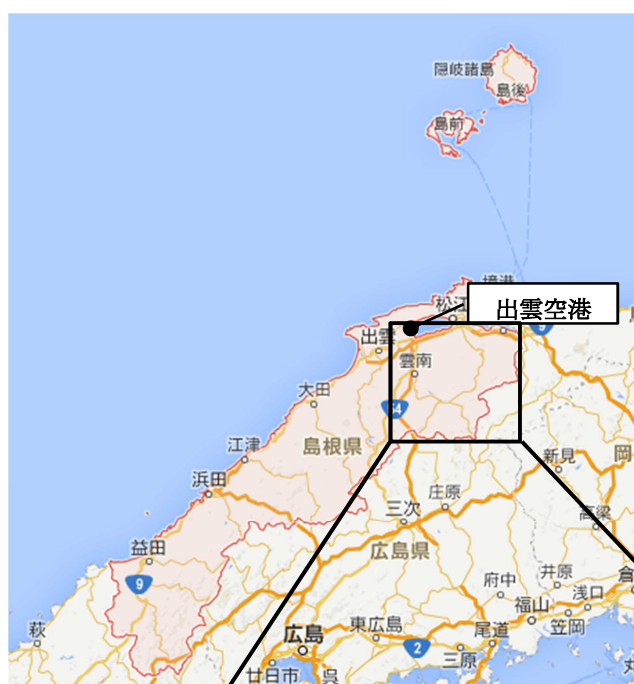 隠岐諸島
島後
島前
境港
松江
出雲空港
9
出雲
雲南
大田
54
江津
島根県
新見
岡
浜田
庄原
三次
高梁
益田
広島県
9
井原
府中
倉
浅口
福山
笠岡
萩
東広島
尾道
広島
2
三原
廿日市
呉